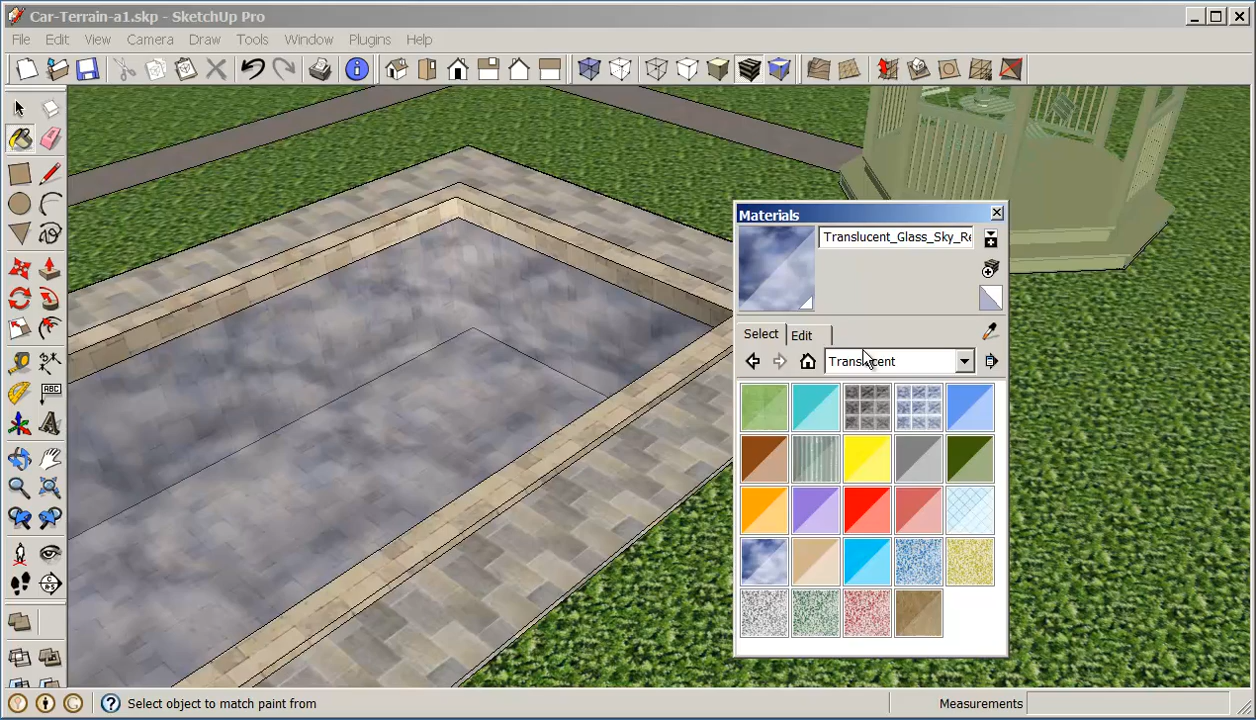 Car-Terrain-a1.skp - SketchUp Pro
File Edit View Camera Draw Tools Window Plugins Help
Materials
Translucent_Glass_Sky_Re
Select Edit
ABC
Select object to match paint from
Measurements